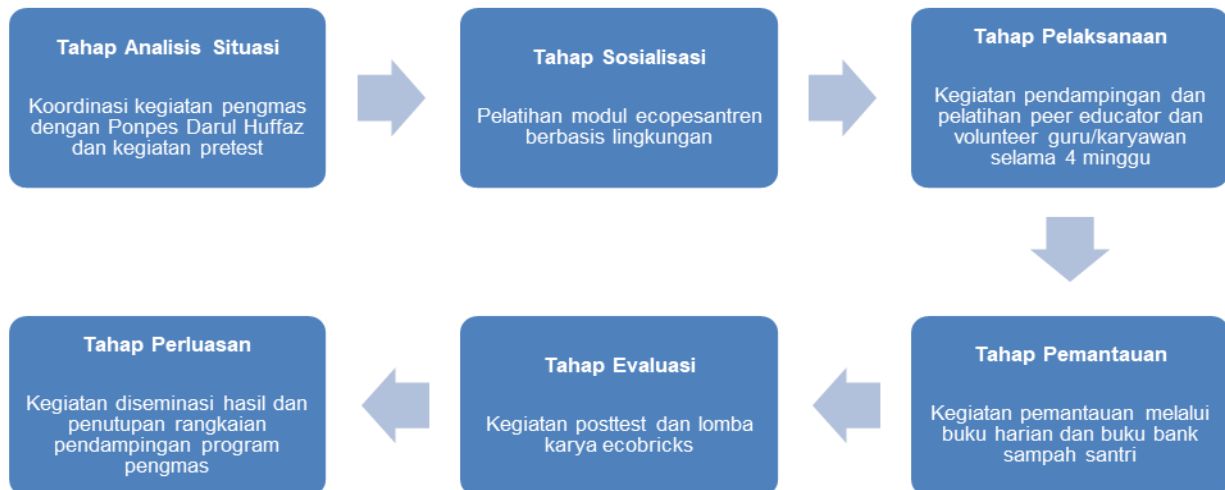 Tahap Analisis Situasi
Koordinasi kegiatan pengmas
dengan Ponpes Darul Huffaz
dan kegiatan pretest
Tahap Sosialisasi
Pelatihan modul ecopesantren
berbasis lingkungan
Tahap Pelaksanaan
Kegiatan pendampingan dan
pelatihan peer educator dan
volunteer guru/karyawan
selama 4 minggu
Tahap Pemantauan
Kegiatan pemantauan melalui
buku harian dan buku bank
sampah santri
Tahap Evaluasi
Kegiatan posttest dan lomba
karya ecobricks
Tahap Perluasan
Kegiatan diseminasi hasil dan
penutupan rangkaian
pendampingan program
pengmas